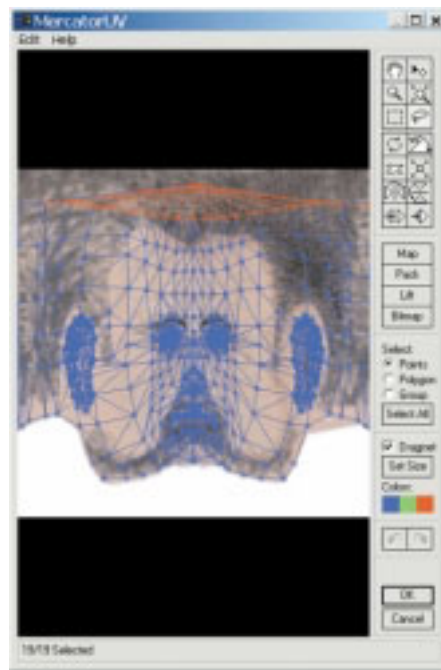 MercatorUV
Edit Help
Map
Pack
Lift
Bitmap
Select:
Points
Polygon
Group
Select All
Dragnet
Set Size
Colors:
OK
Cancel
19/19 Selected